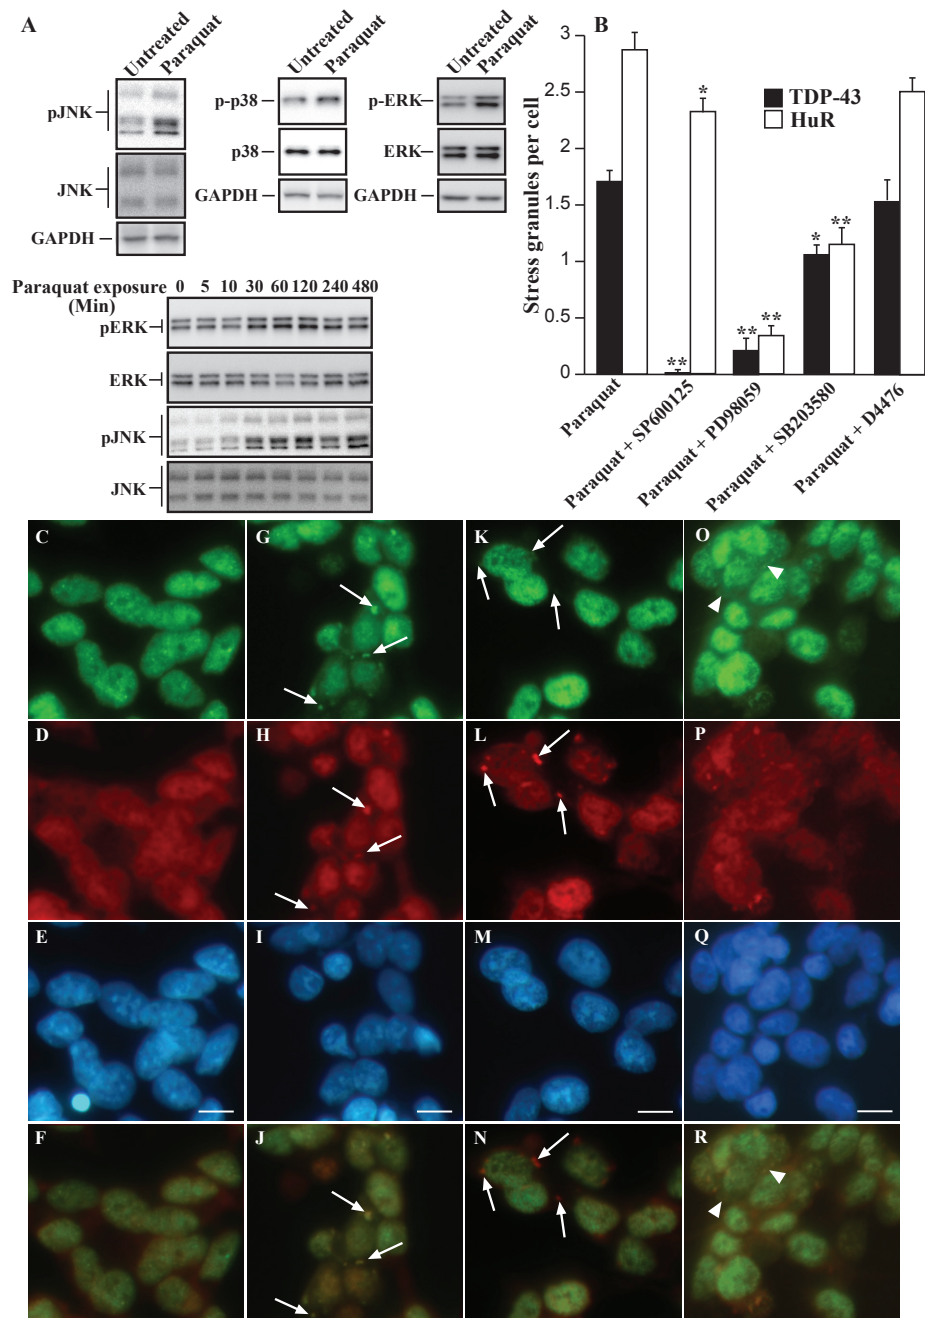 A
Untreated
Paraquat
pJNK
JNK
GAPDH
Untreated
Paraquat
p-p38
p38
GAPDH
Untreated
Paraquat
p-ERK
ERK
GAPDH
Paraquat exposure
(Min)
0 5 10 30 60 120 240 480
pERK
ERK
pJNK
JNK
B
Stress granules per cell
3
2.5
2
1.5
1
0.5
0
TDP-43
HuR
*
**
**
**
*
**
Paraquat
Paraquat + SP600125
Paraquat + PD98059
Paraquat + SB203580
Paraquat + D4476
C
G
K
O
D
H
L
P
E
I
M
Q
F
J
N
R